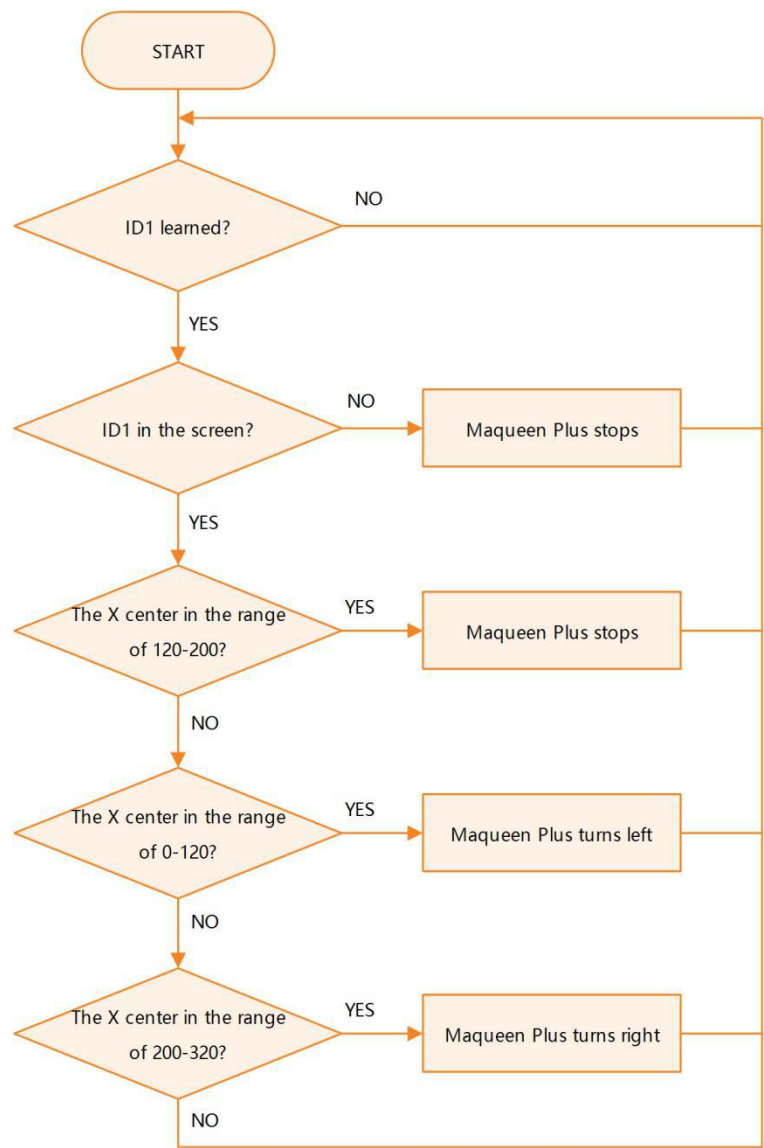 START
ID1 learned?
NO
YES
ID1 in the screen?
NO
Maqueen Plus stops
YES
The X center in the range
of 120-200?
YES
Maqueen Plus stops
NO
The X center in the range
of 0-120?
YES
Maqueen Plus turns left
NO
The X center in the range
of 200-320?
YES
Maqueen Plus turns right
NO